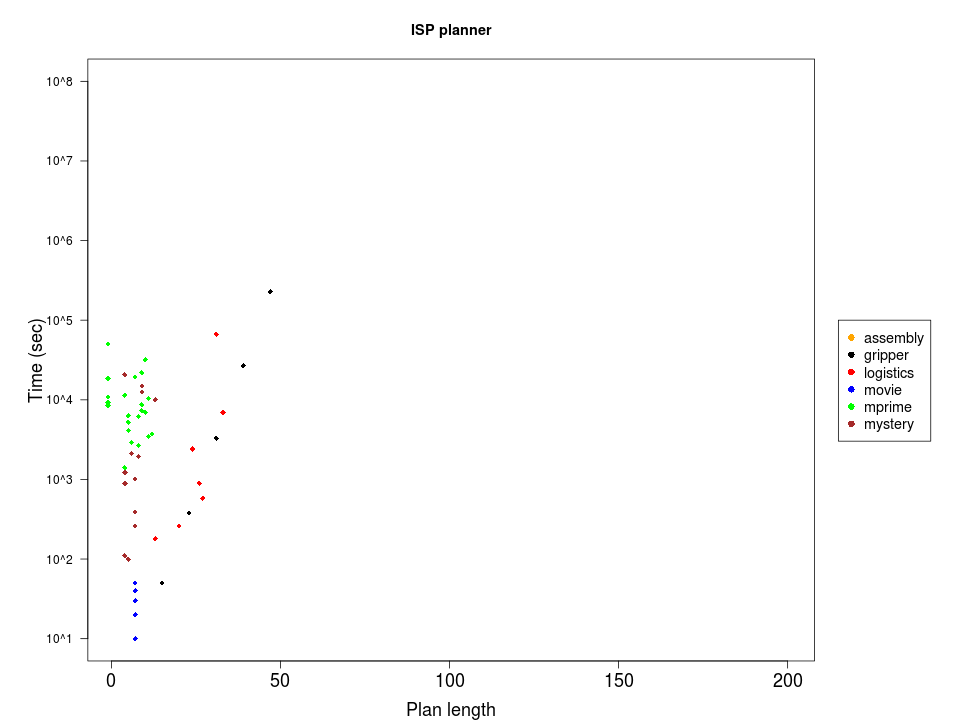 ISP planner
10^8
10^7
10^6
10^5
10^4
10^3
10^2
10^1
Time (sec)
0 50 100 150 200
Plan length
assembly
gripper
logistics
movie
mprime
mystery